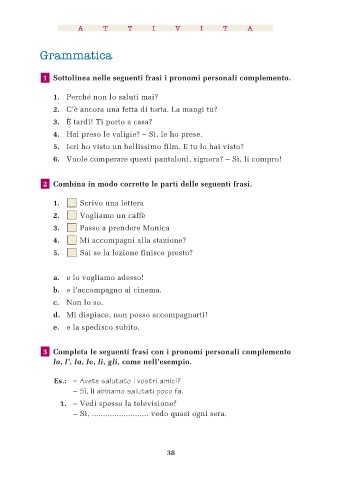 A T T I V I T A
Grammatica
1 Sottolinea nelle seguenti frasi i pronomi personali complemento.
1. Perché non lo saluti mai?
2. C'è ancora una fetta di torta. La mangi tu?
3. È tardi! Ti porto a casa?
4. Hai preso le valigie? – Sì, le ho prese.
5. Ieri ho visto un bellissimo film. E tu lo hai visto?
6. Vuole comperare questi pantaloni, signora? – Sì, li compro!
2 Combina in modo corretto le parti delle seguenti frasi.
1. Scrivo una lettera
2. Vogliamo un caffè
3. Passo a prendere Monica
4. Mi accompagni alla stazione?
5. Sai se la lezione finisce presto?
a. e lo vogliamo adesso!
b. e l'accompagno al cinema.
c. Non lo so.
d. Mi dispiace, non posso accompagnarti!
e. e la spedisco subito.
3 Completa le seguenti frasi con i pronomi personali complemento
lo, l', la, le, li, gli, come nell'esempio.
Es.: – Avete salutato i vostri amici?
– Sì, li abbiamo salutati poco fa.
1. – Vedi spesso la televisione?
– Sì, .......................... vedo quasi ogni sera.
38